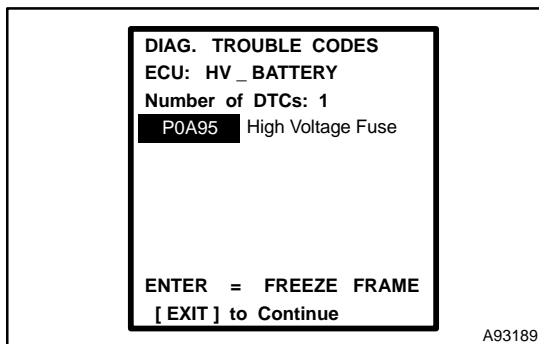 DIAG. TROUBLE CODES
ECU: HV _ BATTERY
Number of DTCs: 1
P0A95 High Voltage Fuse
ENTER = FREEZE FRAME
[ EXIT ] to Continue
A93189